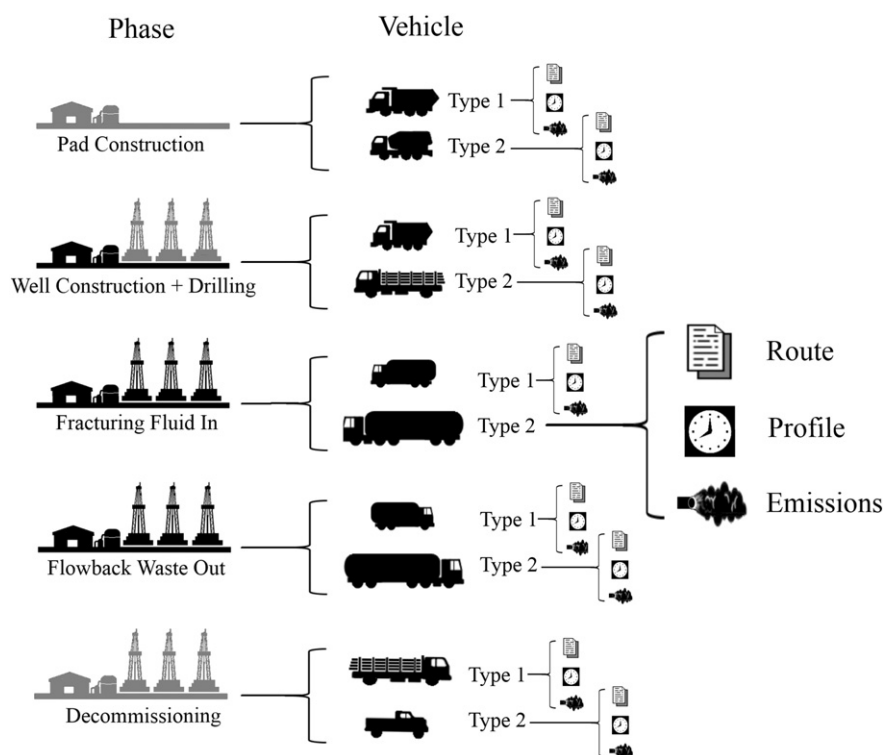 Phase
Vehicle
Type 1
Pad Construction
Type 2
Type 1
Well Construction + Drilling
Type 2
Route
Type 1
Fracturing Fluid In
Type 2
Profile
Emissions
Type 1
Flowback Waste Out
Type 2
Type 1
Decommissioning
Type 2